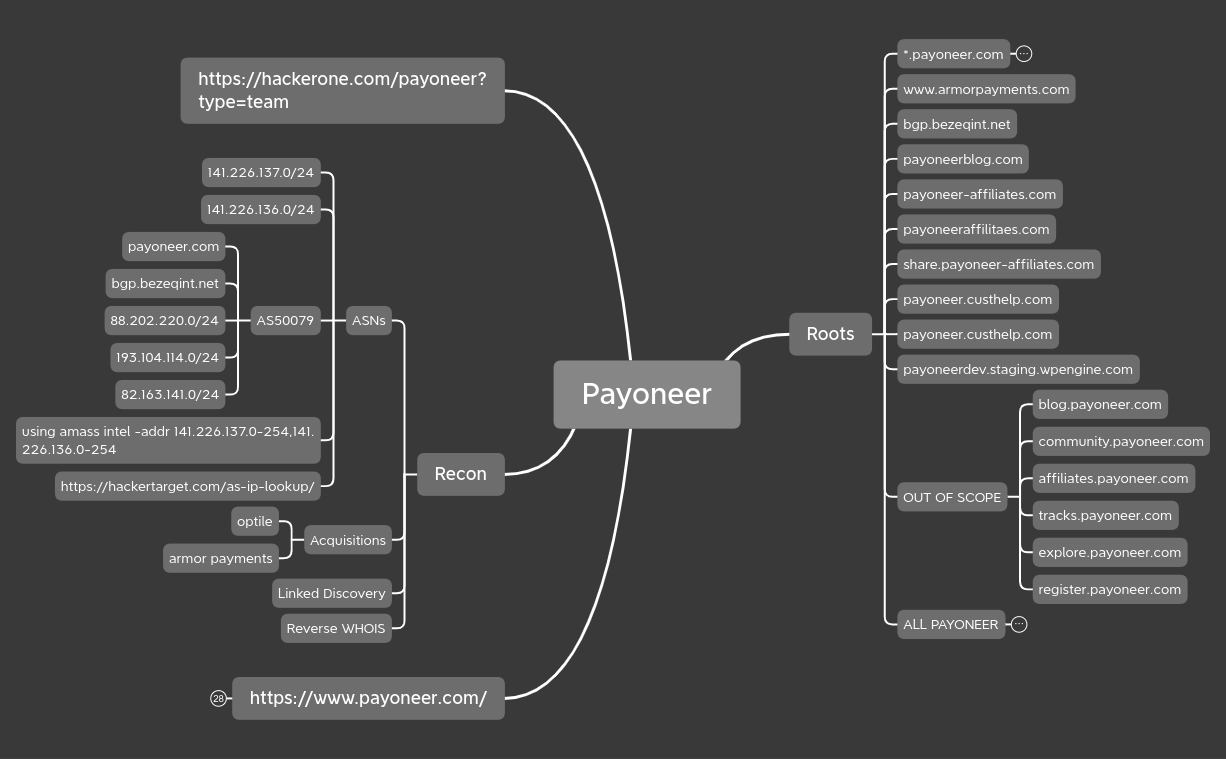 https://hackerone.com/payoneer?
type=team
141.226.137.0/24
141.226.136.0/24
payoneer.com
bgp.bezeqint.net
88.202.220.0/24
193.104.114.0/24
82.163.141.0/24
AS50079
ASNs
using amass intel -addr 141.226.137.0-254,141.
226.136.0-254
https://hackertarget.com/as-ip-lookup/
Recon
optile
armor payments
Acquisitions
Linked Discovery
Reverse WHOIS
28
https://www.payoneer.com/
Payoneer
Roots
*.payoneer.com
www.armorpayments.com
bgp.bezeqint.net
payoneerblog.com
payoneer-affiliates.com
payoneeraffilitaes.com
share.payoneer-affiliates.com
payoneer.custhelp.com
payoneer.custhelp.com
payoneerdev.staging.wpengine.com
OUT OF SCOPE
blog.payoneer.com
community.payoneer.com
affiliates.payoneer.com
tracks.payoneer.com
explore.payoneer.com
register.payoneer.com
ALL PAYONEER